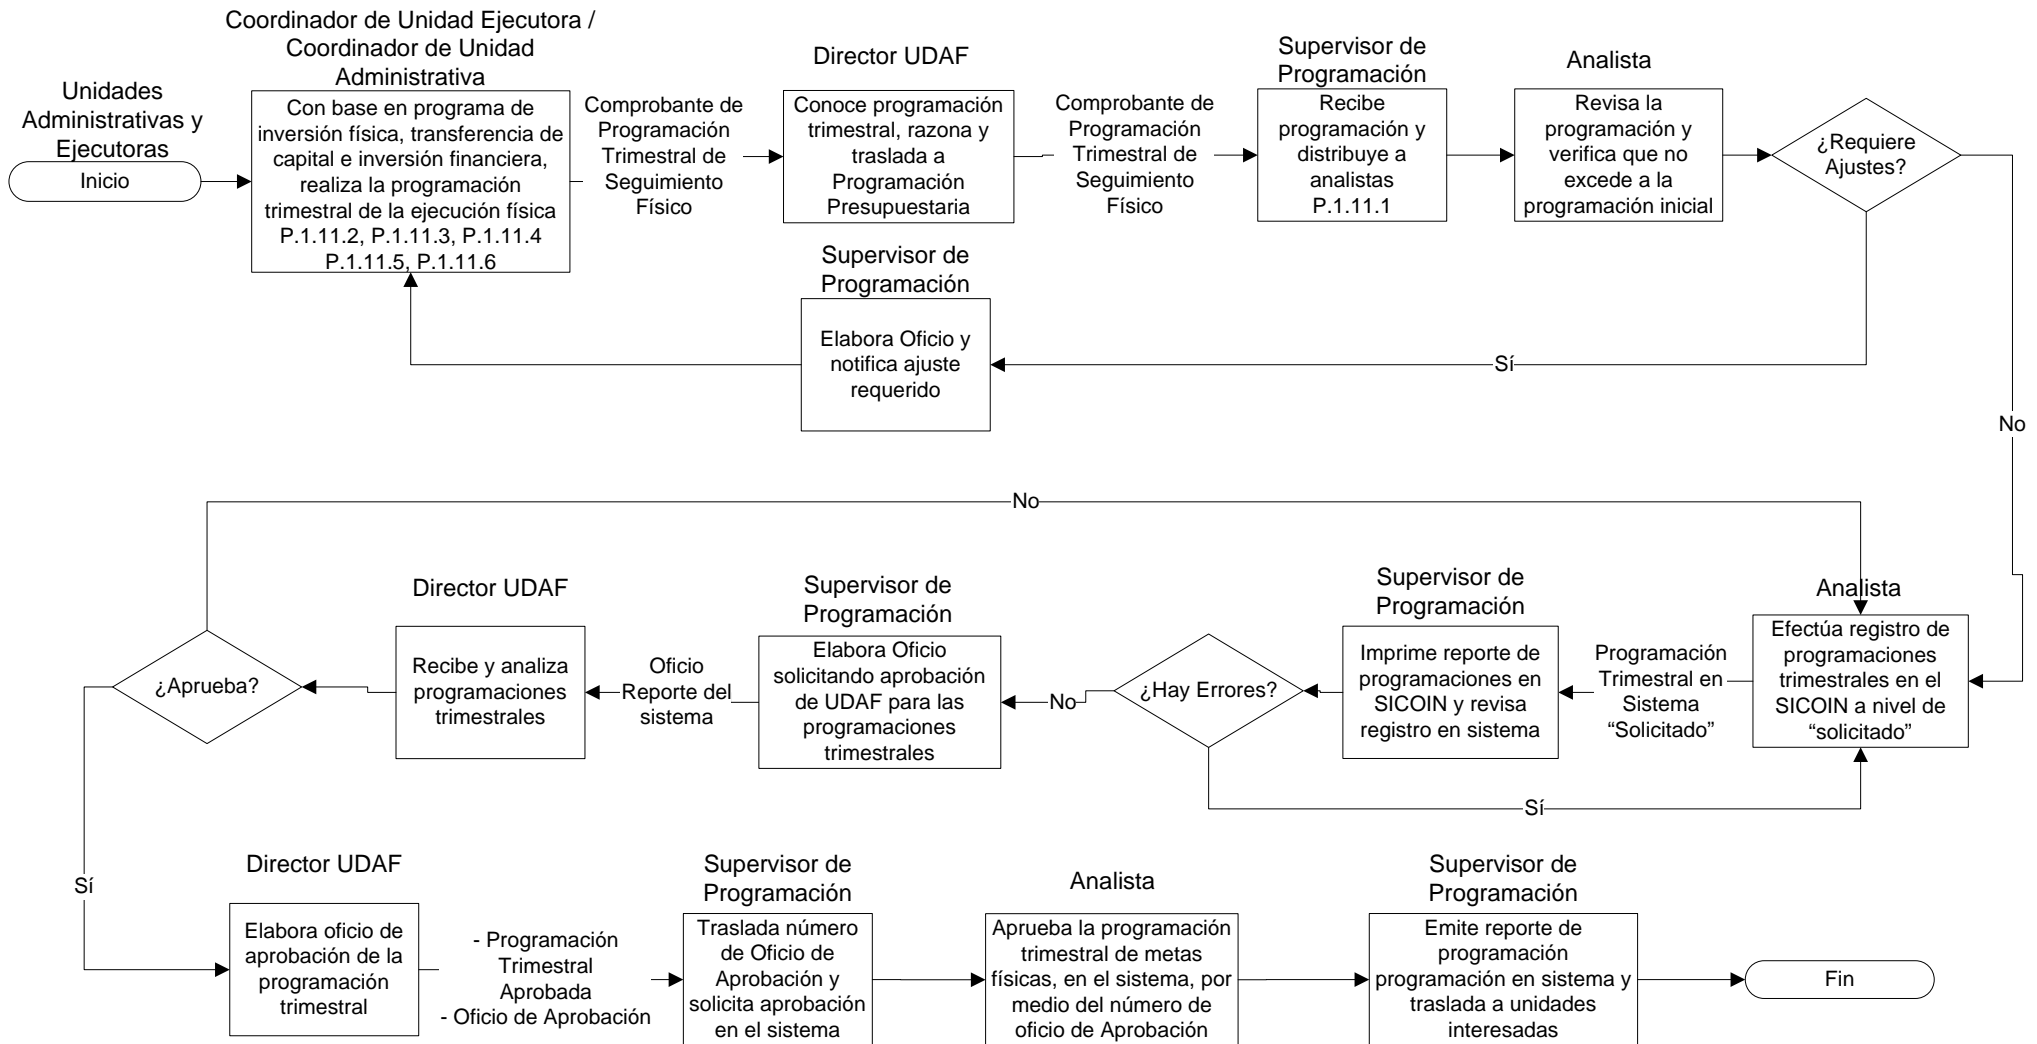 Unidades
Administrativas y
Ejecutoras
Inicio
Coordinador de Unidad Ejecutora /
Coordinador de Unidad
Administrativa
Con base en programa de
inversión física, transferencia de
capital e inversión financiera,
realiza la programación
trimestral de la ejecución física
P.1.11.2, P.1.11.3, P.1.11.4
P.1.11.5, P.1.11.6
Comprobante de
Programación
Trimestral de
Seguimiento
Físico
Director UDAF
Conoce programación
trimestral, razona y
traslada a
Programación
Presupuestaria
Comprobante de
Programación
Trimestral de
Seguimiento
Físico
Supervisor de
Programación
Recibe
programación y
distribuye a
analistas
P.1.11.1
Analista
Revisa la
programación y
verifica que no
excede a la
programación inicial
¿Requiere
Ajustes?
Sí
No
Supervisor de
Programación
Elabora Oficio y
notifica ajuste
requerido
Analista
Efectúa registro de
programaciones
trimestrales en el
SICOIN a nivel de
“solicitado”
Programación
Trimestral en
Sistema
“Solicitado”
Supervisor de
Programación
Imprime reporte de
programaciones en
SICOIN y revisa
registro en sistema
¿Hay Errores?
Sí
No
Supervisor de
Programación
Elabora Oficio
solicitando aprobación
de UDAF para las
programaciones
trimestrales
Oficio
Reporte del
sistema
Director UDAF
Recibe y analiza
programaciones
trimestrales
¿Aprueba?
No
Sí
Director UDAF
Elabora oficio de
aprobación de la
programación
trimestral
- Programación
Trimestral
Aprobada
- Oficio de Aprobación
Supervisor de
Programación
Traslada número
de Oficio de
Aprobación y
solicita aprobación
en el sistema
Analista
Aprueba la programación
trimestral de metas
físicas, en el sistema, por
medio del número de
oficio de Aprobación
Supervisor de
Programación
Emite reporte de
programación
programación en sistema y
traslada a unidades
interesadas
Fin